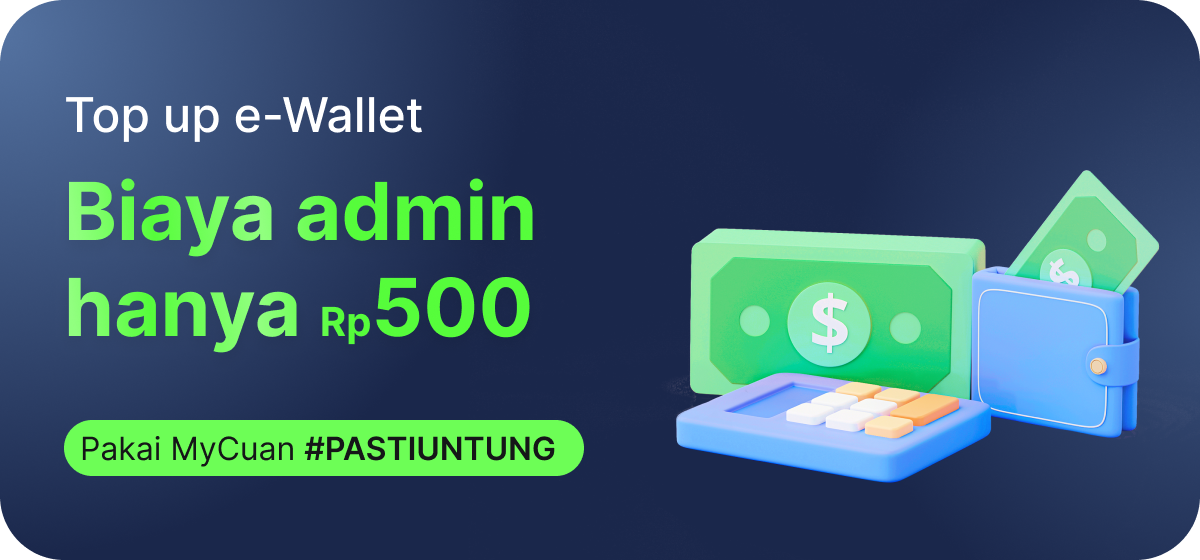 Top up e-Wallet
Biaya admin
hanya Rp500
Pakai MyCuan #PASTIUNTUNG
$
$